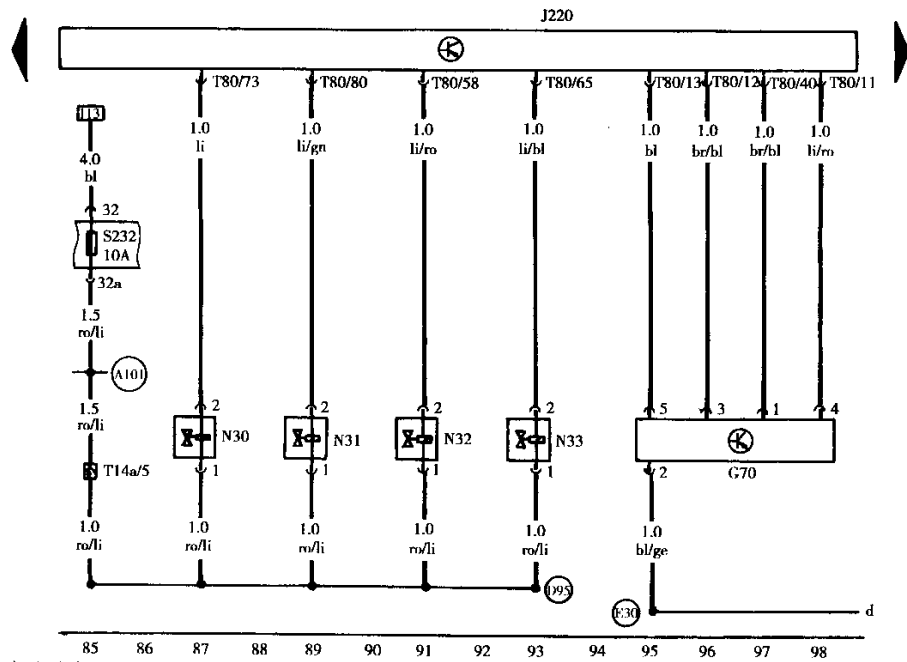 J220
T80/73 T80/80 T80/58 T80/65 T80/13 T80/12 T80/40 T80/11
113
1.0 1.0 1.0 1.0 1.0 1.0 1.0 1.0
li li/gn li/ro li/bl bl br/bl br/bl li/ro
4.0
bl
32
S232
10A
32a
1.5
ro/li
A101
1.5
ro/li
2 2 2 2 5 3 1 4
N30 N31 N32 N33
T14a/5 1 1 1 1 2 G70
1.0 1.0 1.0 1.0 1.0 1.0
ro/li ro/li ro/li ro/li ro/li bl/ge
D95
E30 d
85 86 87 88 89 90 91 92 93 94 95 96 97 98